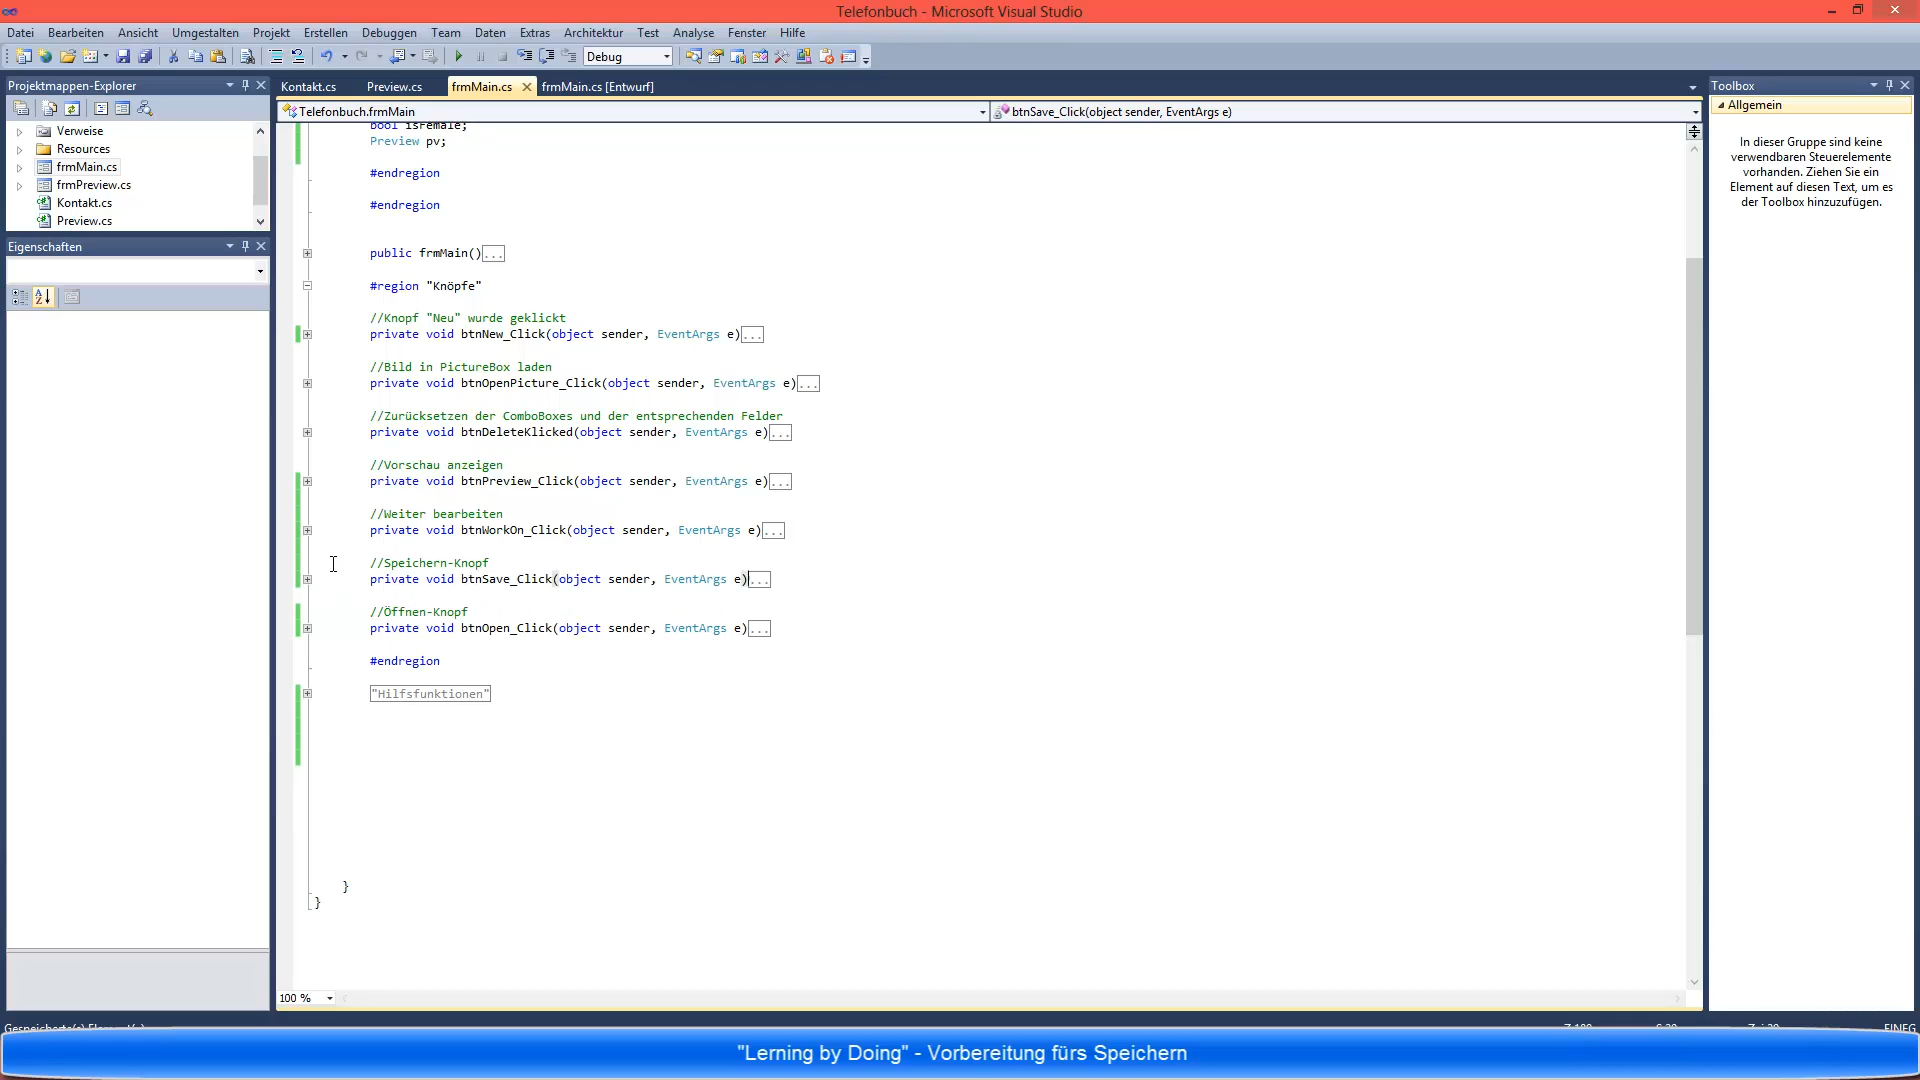 Telefonbuch - Microsoft Visual Studio
Datei Bearbeiten Ansicht Umgestalten Projekt Erstellen Debuggen Team Daten Extras Architektur Test Analyse Fenster Hilfe
Debug
Projektmappen-Explorer
Verweise
Resources
frmMain.cs
frmPreview.cs
Kontakt.cs
Preview.cs
Eigenschaften
Kontakt.cs Preview.cs frmMain.cs frmMain.cs [Entwurf]
Telefonbuch.frmMain btnSave_Click(object sender, EventArgs e)
bool isFemale;
Preview pv;
#endregion
#endregion
public frmMain()...
#region "Knöpfe"
//Knopf "Neu" wurde geklickt
private void btnNew_Click(object sender, EventArgs e)...
//Bild in PictureBox laden
private void btnOpenPicture_Click(object sender, EventArgs e)...
//Zurücksetzen der ComboBoxes und der entsprechenden Felder
private void btnDeleteKlicked(object sender, EventArgs e)...
//Vorschau anzeigen
private void btnPreview_Click(object sender, EventArgs e)...
//Weiter bearbeiten
private void btnWorkOn_Click(object sender, EventArgs e)...
//Speichern-Knopf
private void btnSave_Click(object sender, EventArgs e)...
//Öffnen-Knopf
private void btnOpen_Click(object sender, EventArgs e)...
#endregion
"Hilfsfunktionen"
}
}
100 %
Toolbox
Allgemein
In dieser Gruppe sind keine
verwendbaren Steuerelemente
vorhanden. Ziehen Sie ein
Element auf diesen Text, um es
der Toolbox hinzuzufügen.
"Lerning by Doing" - Vorbereitung fürs Speichern